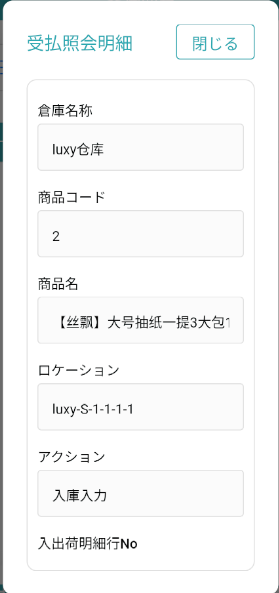 受払照会明細
閉じる
倉庫名称
luxy仓库
商品コード
2
商品名
【丝飘】大号抽纸一提3大包
ロケーション
luxy-S-1-1-1-1
アクション
入庫入力
入出荷明細行No